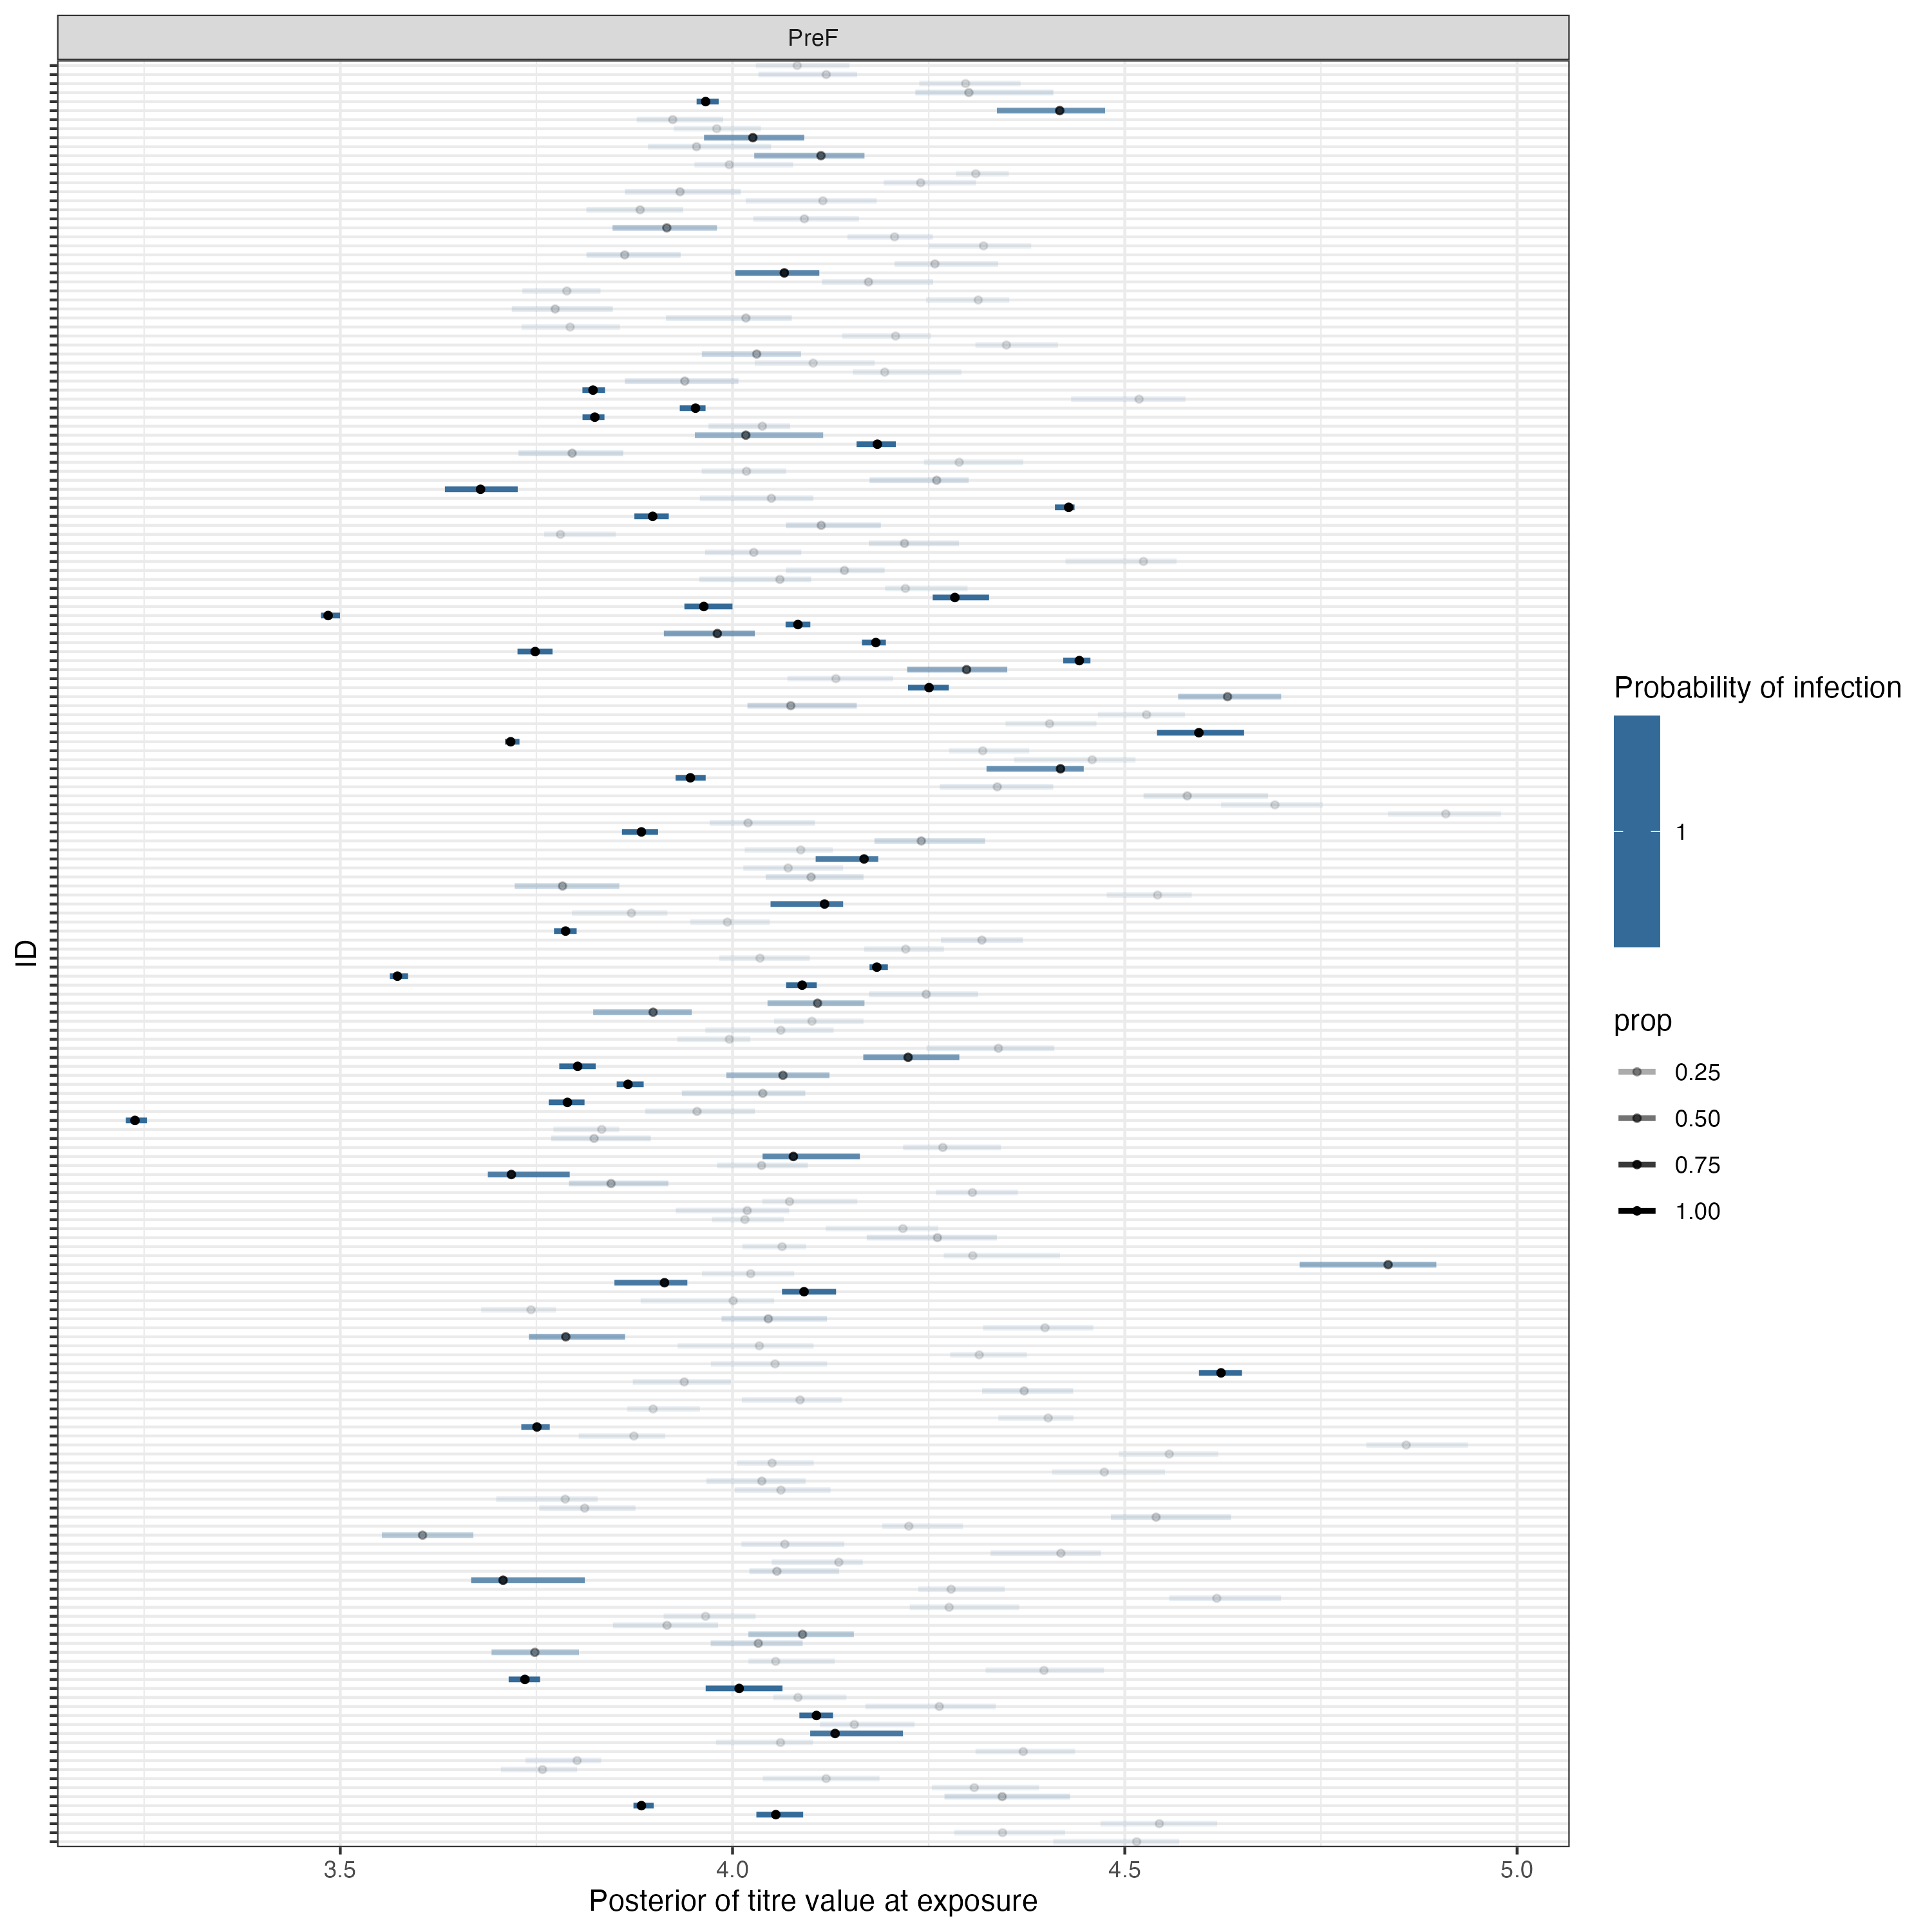 PreF
ID
3.5
4.0
4.5
5.0
Posterior of titre value at exposure
Probability of infection
1
prop
0.25
0.50
0.75
1.00